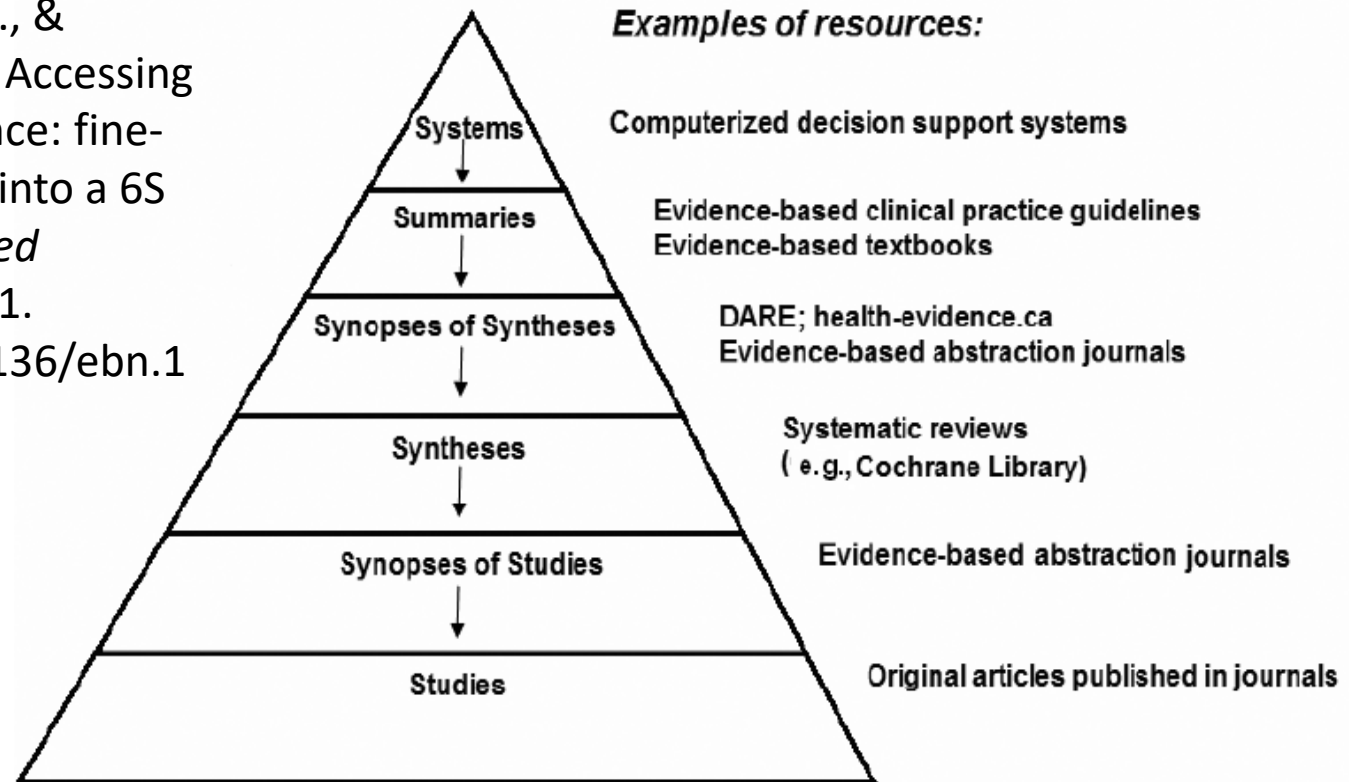 ., &
Accessing
nce: fine-
into a 6S
ed
1.
136/ebn.1
Examples of resources:
Systems
Computerized decision support systems
Summaries
Evidence-based clinical practice guidelines
Evidence-based textbooks
Synopses of Syntheses
DARE; health-evidence.ca
Evidence-based abstraction journals
Syntheses
Systematic reviews
( e.g., Cochrane Library)
Synopses of Studies
Evidence-based abstraction journals
Studies
Original articles published in journals